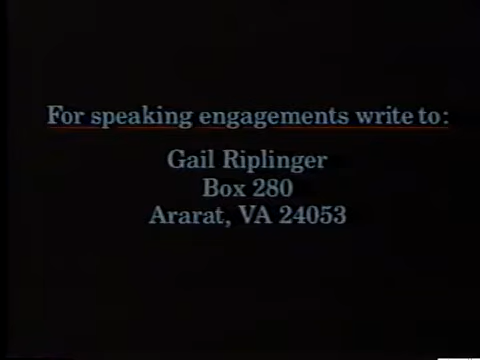 For speaking engagements write to:
Gail Riplinger
Box 280
Ararat, VA 24053